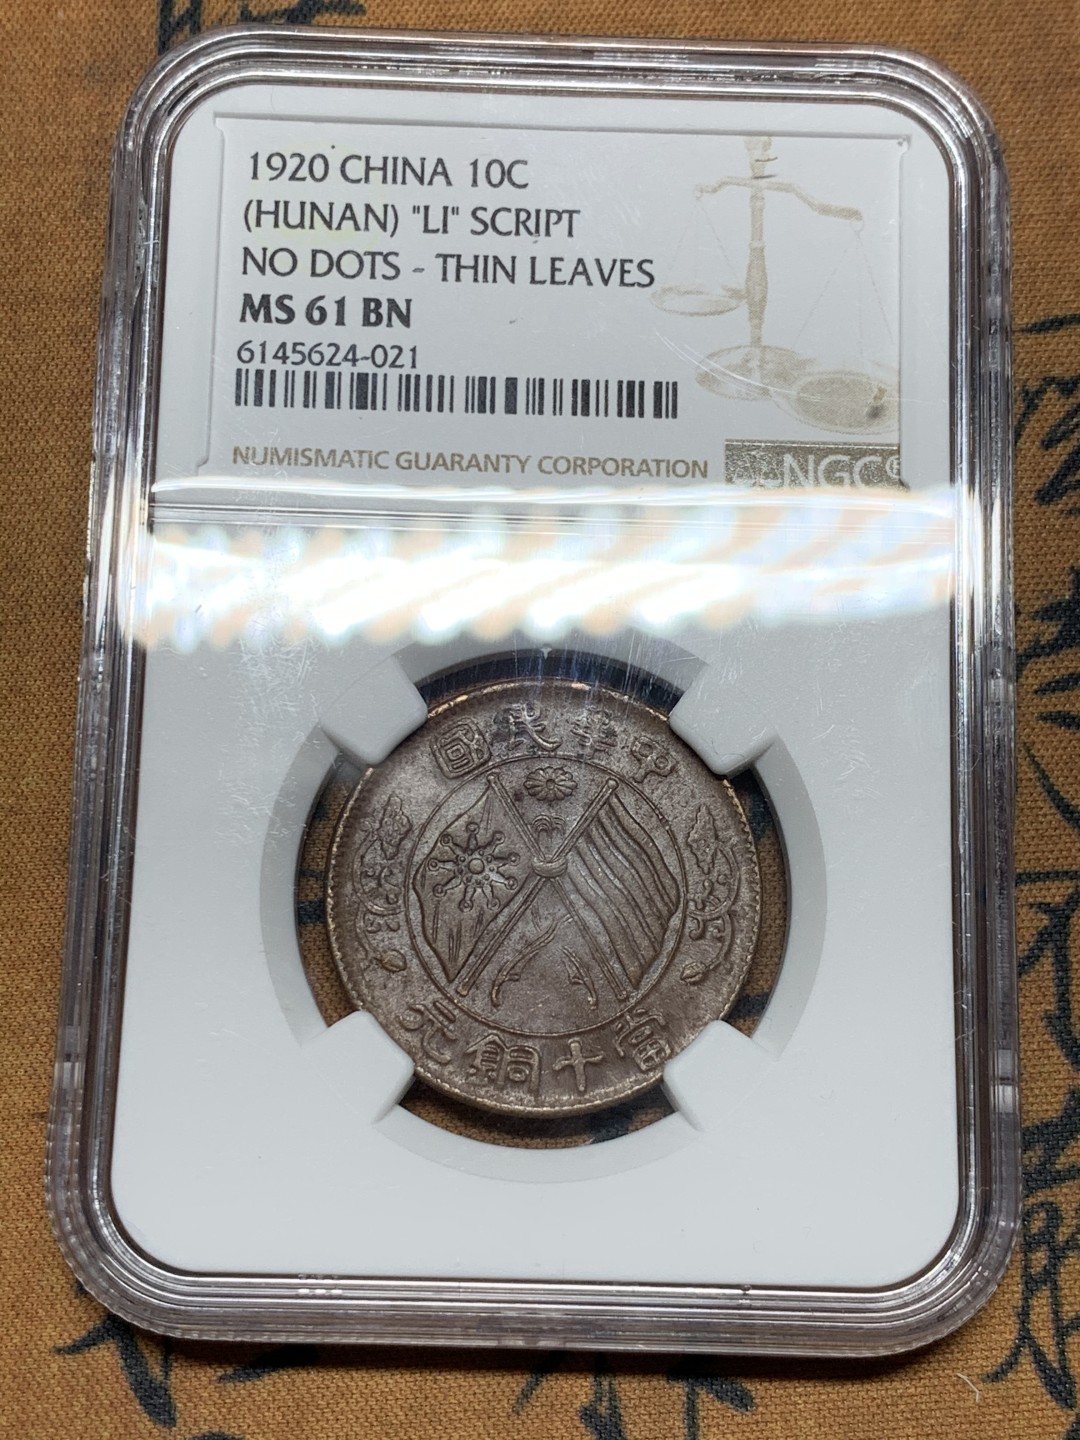 1920 CHINA 10C
(HUNAN) "LI" SCRIPT
NO DOTS - THIN LEAVES
MS 61 BN
6145624-021
NUMISMATIC GUARANTY CORPORATION
NGC
國民華中
元銅十當